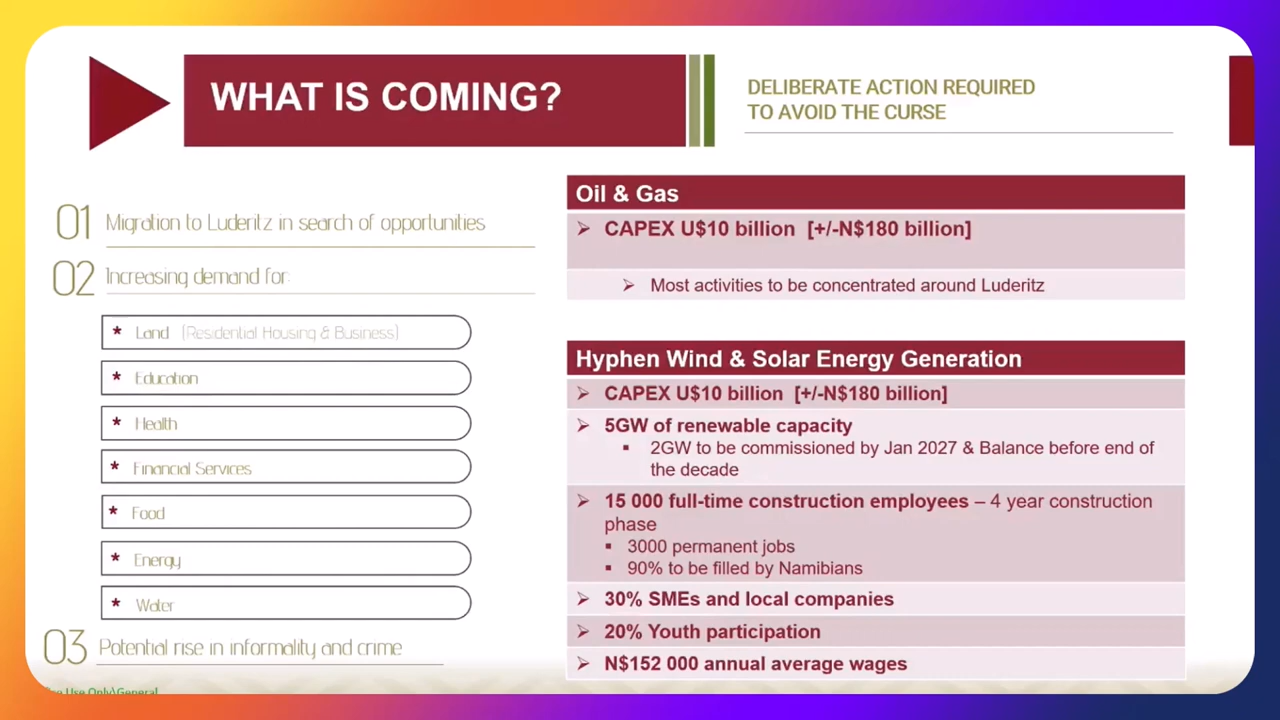 WHAT IS COMING?
DELIBERATE ACTION REQUIRED
TO AVOID THE CURSE
01 Migration to Luderitz in search of opportunities
02 Increasing demand for:
* Land (Residential Housing & Business)
* Education
* Health
* Financial Services
* Food
* Energy
* Water
03 Potential rise in informality and crime
Use Only\General
Oil & Gas
➢ CAPEX U$10 billion [+/-N$180 billion]
➢ Most activities to be concentrated around Luderitz
Hyphen Wind & Solar Energy Generation
➢ CAPEX U$10 billion [+/-N$180 billion]
➢ 5GW of renewable capacity
▪ 2GW to be commissioned by Jan 2027 & Balance before end of
the decade
➢ 15 000 full-time construction employees – 4 year construction
phase
▪ 3000 permanent jobs
▪ 90% to be filled by Namibians
➢ 30% SMEs and local companies
➢ 20% Youth participation
➢ N$152 000 annual average wages